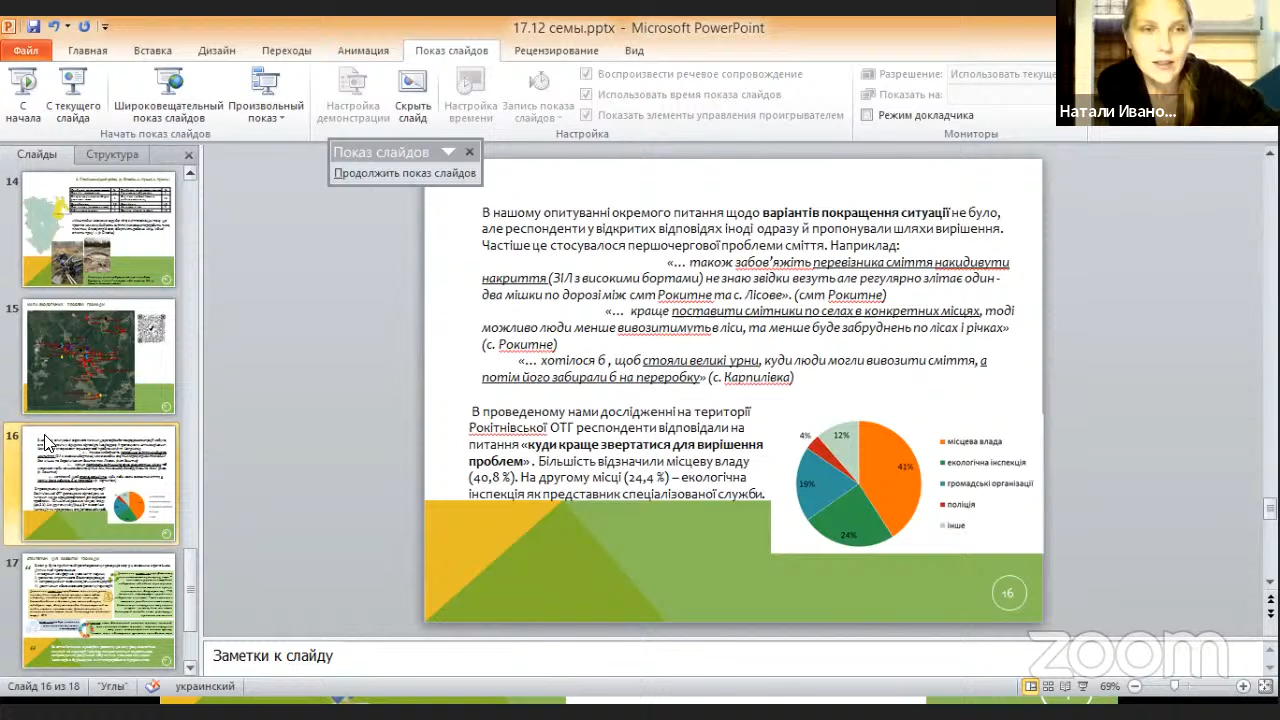 17.12 семы.pptx - Microsoft PowerPoint
Файл Главная Вставка Дизайн Переходы Анимация Показ слайдов Рецензирование Вид
С начала
С текущего слайда
Широковещательный показ слайдов
Произвольный показ
Настройка демонстрации
Скрыть слайд
Настройка времени
Запись показа слайдов
Воспроизвести речевое сопровождение
Использовать время показа слайдов
Показать элементы управления проигрывателем
Разрешение: Использовать текуще
Показать на:
Режим докладчика
Начать показ слайдов
Настройка
Мониторы
Натали Ивано...
Слайды Структура
Показ слайдов
Продолжить показ слайдов
14
15
16
17
В нашому опитуванні окремого питання щодо варіантів покращення ситуації не було,
але респонденти у відкритих відповідях іноді одразу й пропонували шляхи вирішення.
Частіше це стосувалося першочергової проблеми сміття. Наприклад:
«... також забов'яжіть перевізника сміття накидивути
накриття (ЗІЛ з високими бортами) не знаю звідки везуть але регулярно злітає один-
два мішки по дорозі між смт Рокитне та с. Лісове». (смт Рокитне)
«... краще поставити смітники по селах в конкретних місцях, тоді
можливо люди менше вивозитимуть в ліси, та менше буде забруднень по лісах і річках»
(с. Рокитне)
«... хотілося б , щоб стояли великі урни, куди люди могли вивозити сміття, а
потім його забирали б на переробку» (с. Карпилівка)
В проведеному нами дослідженні на території
Рокітнівської ОТГ респонденти відповідали на
питання «куди краще звертатися для вирішення
проблем» . Більшість відзначили місцеву владу
(40,8 %). На другому місці (24,4 %) – екологічна
інспекція як представник спеціалізованої служби.
4%
12%
41%
19%
24%
місцева влада
екологічна інспекція
громадські організації
поліція
інше
16
Заметки к слайду
zoom
Слайд 16 из 18 "Углы" украинский 69%